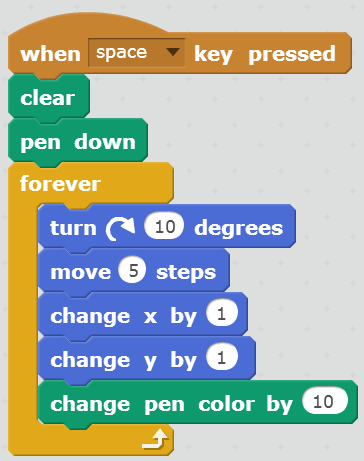 when space key pressed
clear
pen down
forever
turn 10 degrees
move 5 steps
change x by 1
change y by 1
change pen color by 10